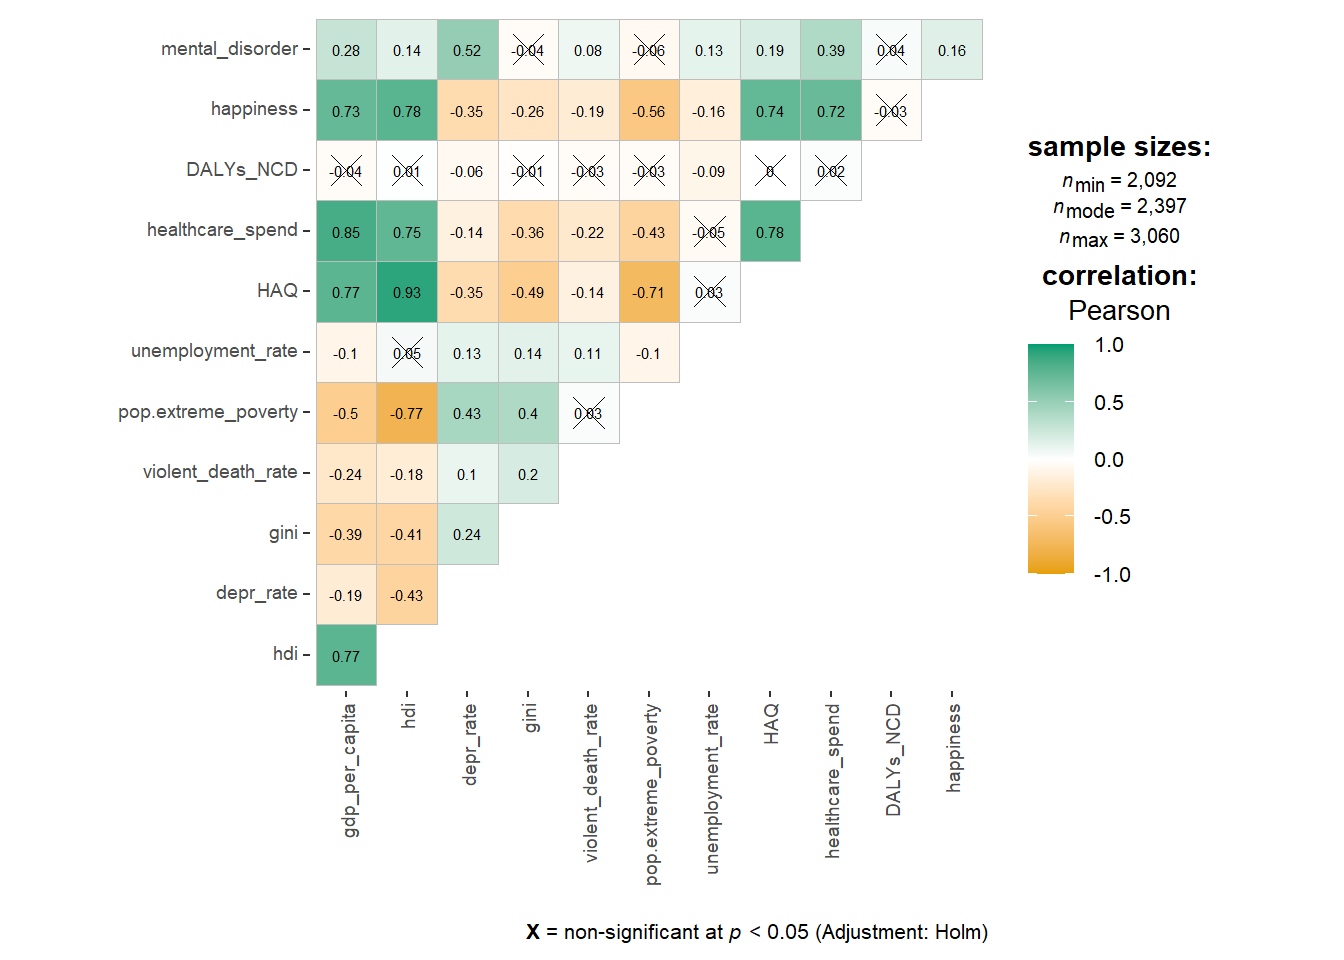 mental_disorder 0.28 0.14 0.52 -0.04 0.08 -0.06 0.13 0.19 0.39 0.04 0.16
happiness 0.73 0.78 -0.35 -0.26 -0.19 -0.56 -0.16 0.74 0.72 -0.03
DALYs_NCD -0.04 0.01 -0.06 -0.01 -0.03 -0.03 -0.09 0 0.02
healthcare_spend 0.85 0.75 -0.14 -0.36 -0.22 -0.43 -0.05 0.78
HAQ 0.77 0.93 -0.35 -0.49 -0.14 -0.71 0.03
unemployment_rate -0.1 0.05 0.13 0.14 0.11 -0.1
pop.extreme_poverty -0.5 -0.77 0.43 0.4 0.03
violent_death_rate -0.24 -0.18 0.1 0.2
gini -0.39 -0.41 0.24
depr_rate -0.19 -0.43
hdi 0.77
gdp_per_capita
hdi
depr_rate
gini
violent_death_rate
pop.extreme_poverty
unemployment_rate
HAQ
healthcare_spend
DALYs_NCD
happiness
sample sizes:
nmin = 2,092
nmode = 2,397
nmax = 3,060
correlation:
Pearson
1.0
0.5
0.0
-0.5
-1.0
X = non-significant at p < 0.05 (Adjustment: Holm)